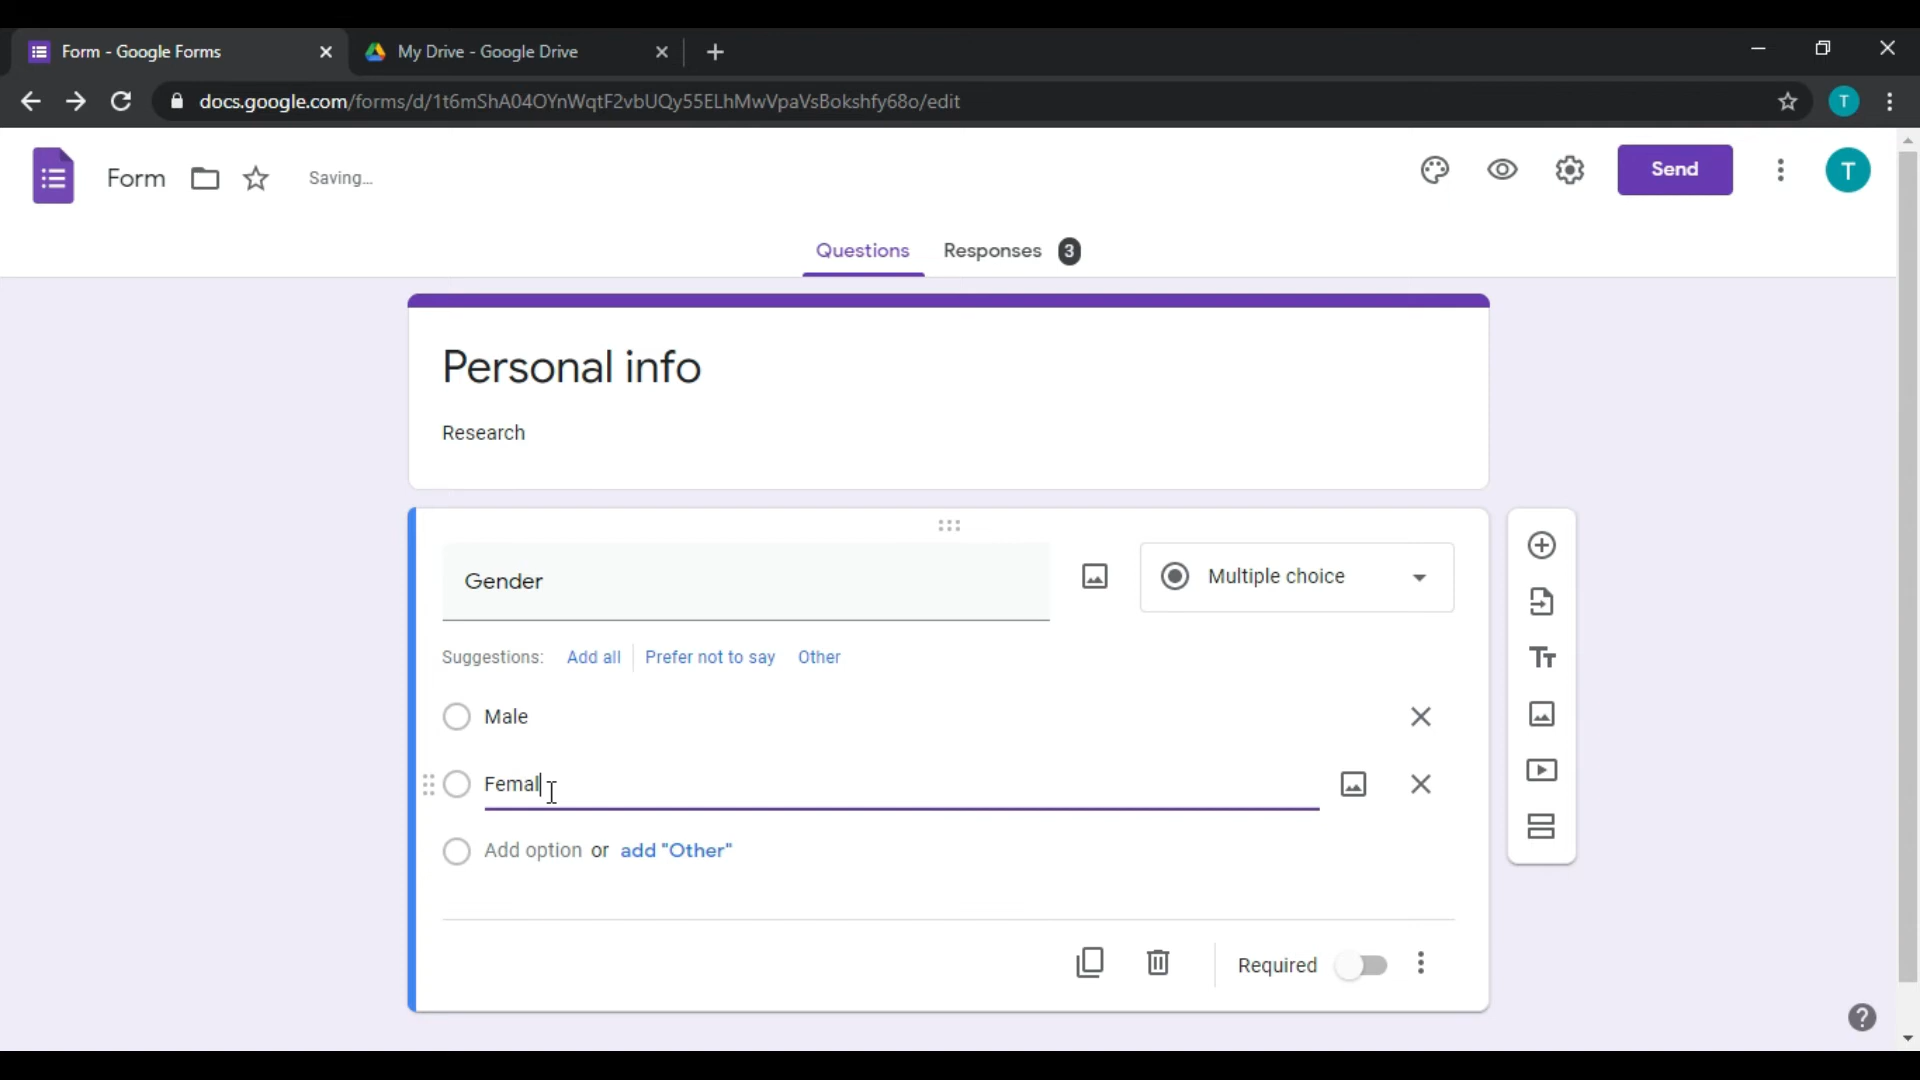 Form - Google Forms
My Drive - Google Drive
docs.google.com/forms/d/1t6mShA04OYnWqtF2vbUQy55ELhMwVpaVsBokshfy68o/edit
T
Form
Saving...
Send
T
Questions
Responses 3
Personal info
Research
Gender
Multiple choice
Suggestions: Add all Prefer not to say Other
Male
Femal
Add option or add "Other"
Required